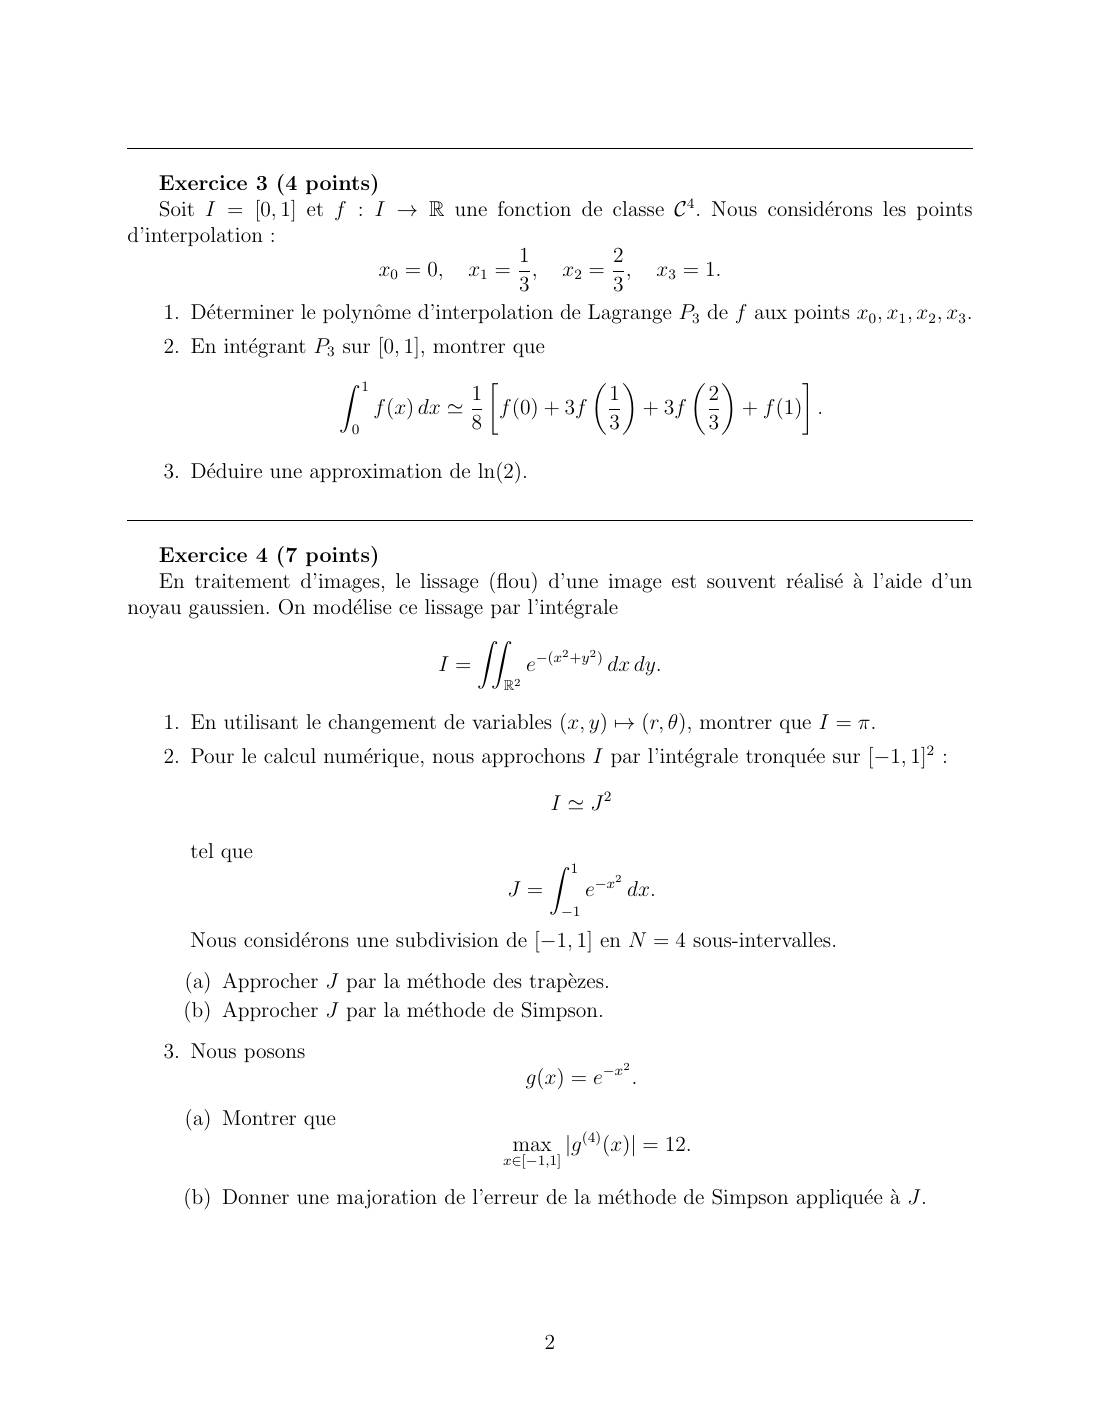 Exercice 3 (4 points)
Soit I = [0, 1] et f : I → ℝ une fonction de classe 𝒞⁴. Nous considérons les points
d'interpolation :
x₀ = 0, x₁ = 1/3, x₂ = 2/3, x₃ = 1.
1. Déterminer le polynôme d'interpolation de Lagrange P₃ de f aux points x₀, x₁, x₂, x₃.
2. En intégrant P₃ sur [0, 1], montrer que
∫₀¹ f(x) dx ≃ 1/8 [f(0) + 3f(1/3) + 3f(2/3) + f(1)].
3. Déduire une approximation de ln(2).
Exercice 4 (7 points)
En traitement d'images, le lissage (flou) d'une image est souvent réalisé à l'aide d'un
noyau gaussien. On modélise ce lissage par l'intégrale
I = ∬_{ℝ²} e^{−(x²+y²)} dx dy.
1. En utilisant le changement de variables (x, y) ↦ (r, θ), montrer que I = π.
2. Pour le calcul numérique, nous approchons I par l'intégrale tronquée sur [−1, 1]² :
I ≃ J²
tel que
J = ∫₋₁¹ e^{−x²} dx.
Nous considérons une subdivision de [−1, 1] en N = 4 sous-intervalles.
(a) Approcher J par la méthode des trapèzes.
(b) Approcher J par la méthode de Simpson.
3. Nous posons
g(x) = e^{−x²}.
(a) Montrer que
max_{x∈[−1,1]} |g⁽⁴⁾(x)| = 12.
(b) Donner une majoration de l'erreur de la méthode de Simpson appliquée à J.
2